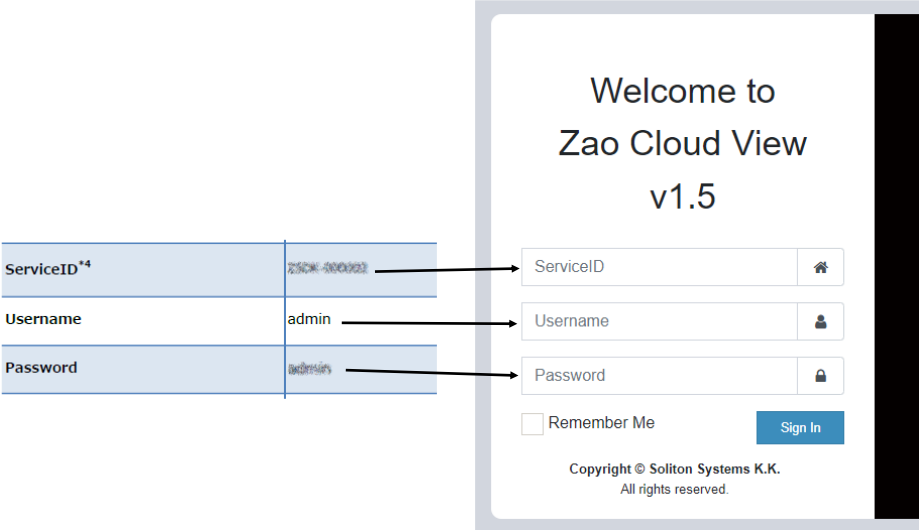 Welcome to
Zao Cloud View
v1.5
ServiceID*4
ServiceID
Username
admin
Username
Password
Password
Remember Me
Sign In
Copyright © Soliton Systems K.K.
All rights reserved.